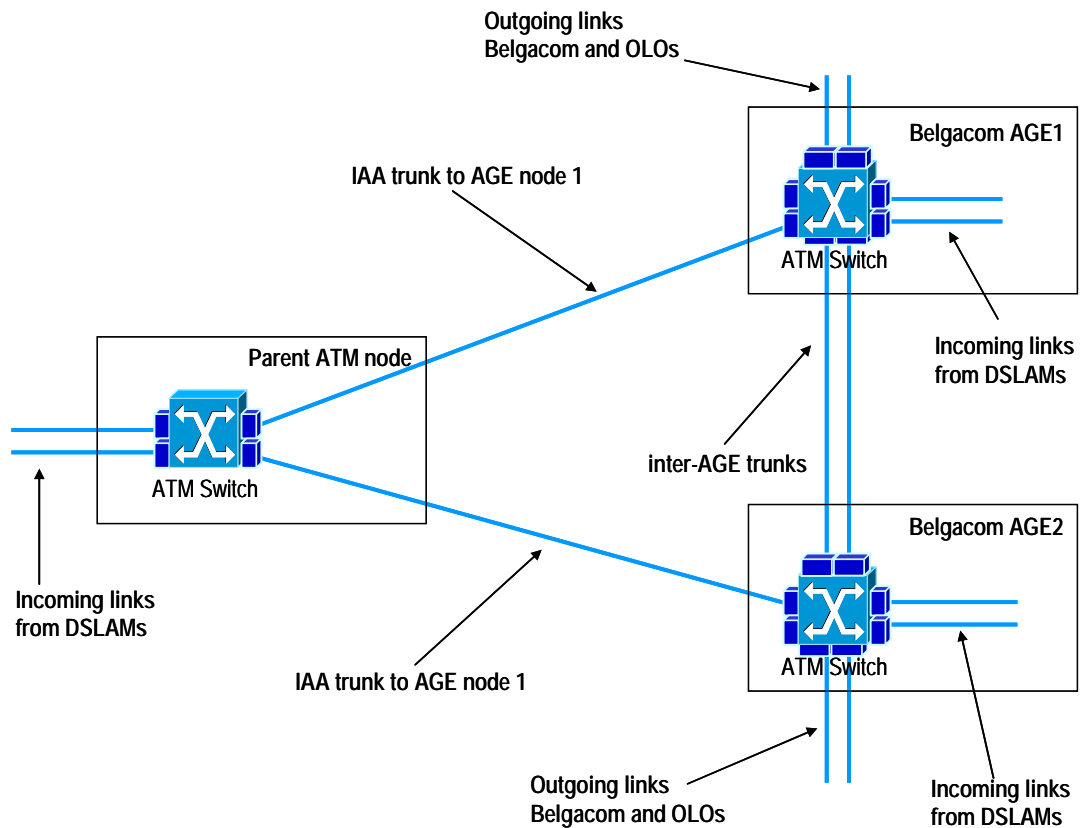 Outgoing links
Belgacom and OLOs
Belgacom AGE1
IAA trunk to AGE node 1
ATM Switch
Incoming links
from DSLAMs
Parent ATM node
ATM Switch
inter-AGE trunks
Belgacom AGE2
Incoming links
from DSLAMs
ATM Switch
IAA trunk to AGE node 1
Outgoing links
Belgacom and OLOs
Incoming links
from DSLAMs